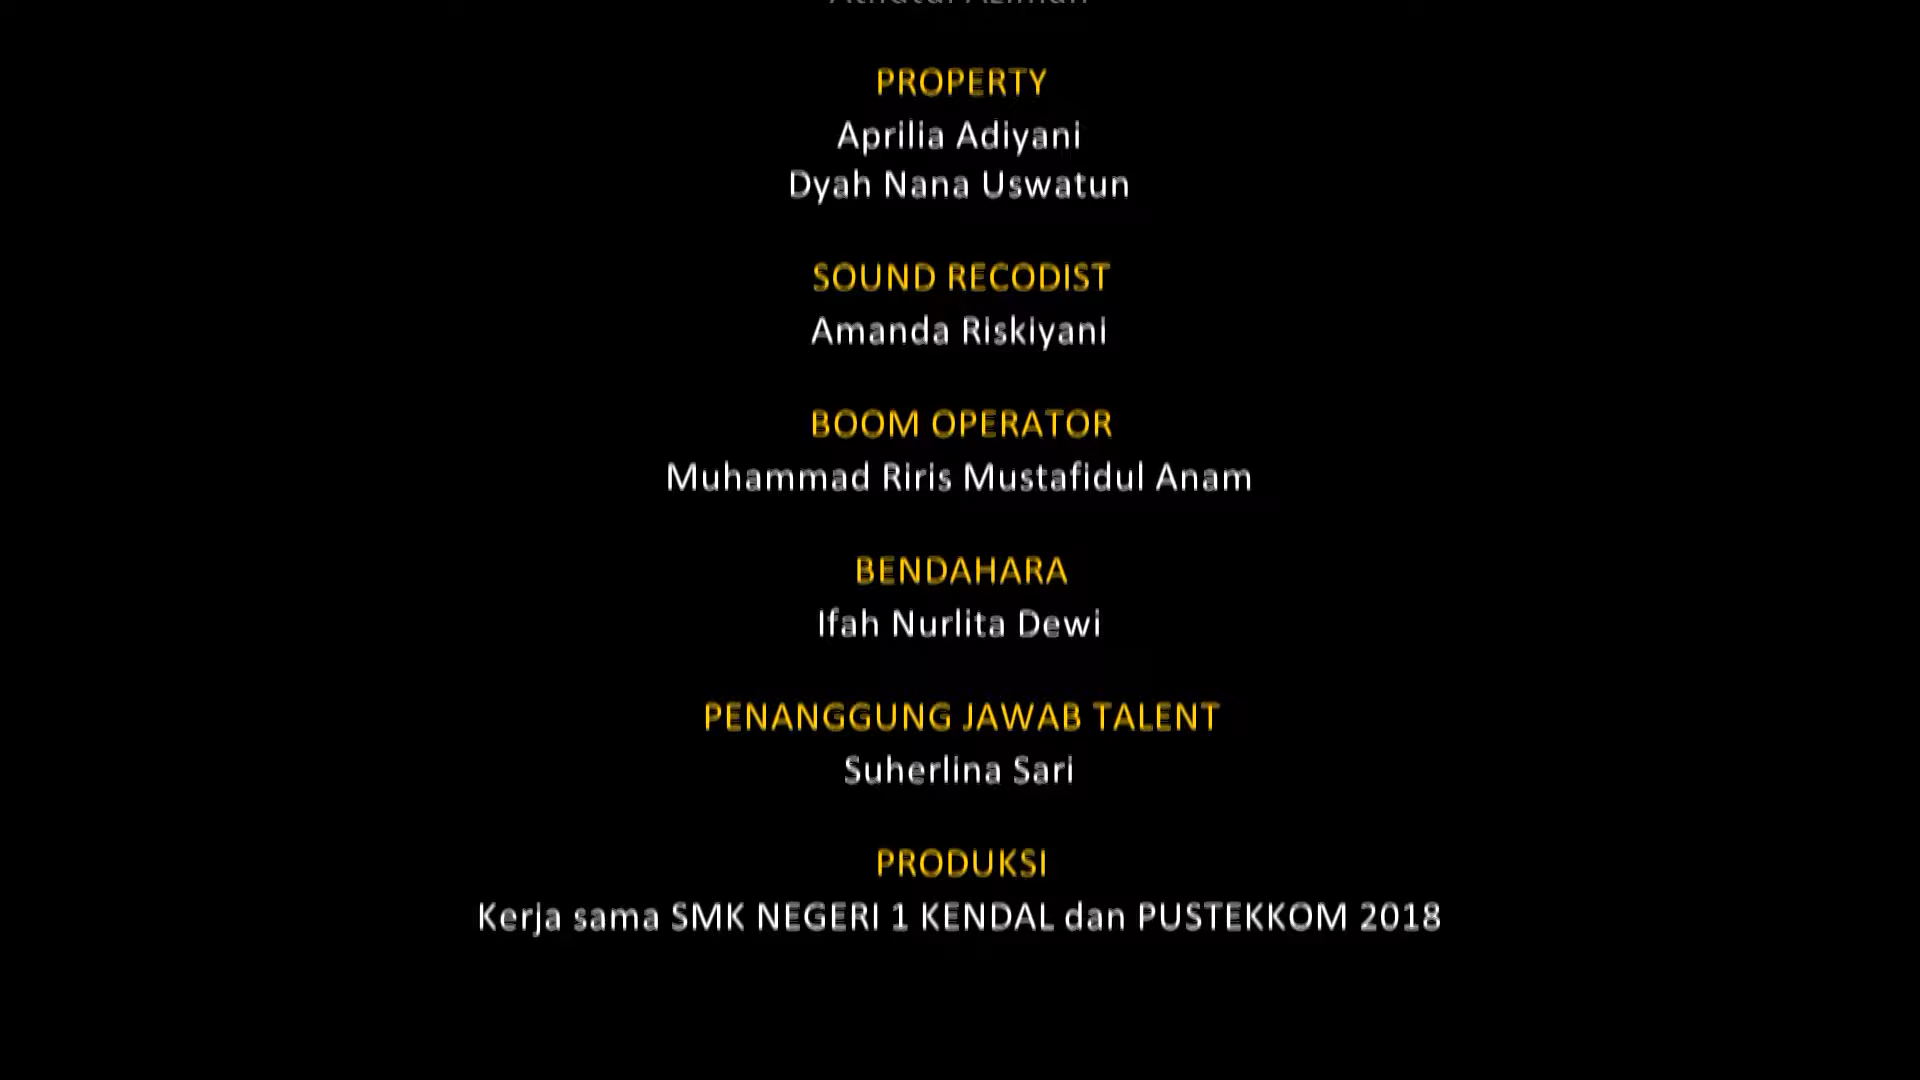 PROPERTY
Aprilia Adiyani
Dyah Nana Uswatun
SOUND RECODIST
Amanda Riskiyani
BOOM OPERATOR
Muhammad Riris Mustafidul Anam
BENDAHARA
Ifah Nurlita Dewi
PENANGGUNG JAWAB TALENT
Suherlina Sari
PRODUKSI
Kerja sama SMK NEGERI 1 KENDAL dan PUSTEKKOM 2018